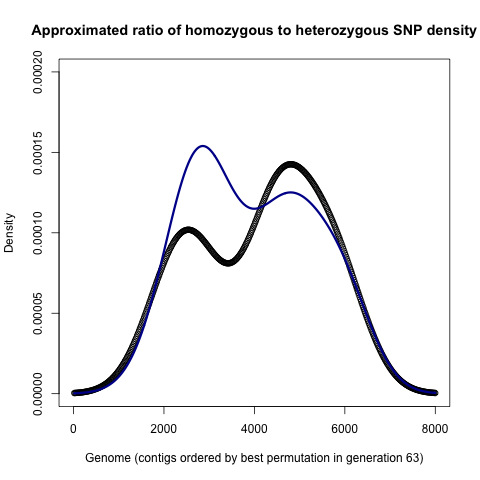 Approximated ratio of homozygous to heterozygous SNP density
0.00020
0.00015
0.00010
0.00005
0.00000
Density
0 2000 4000 6000 8000
Genome (contigs ordered by best permutation in generation 63)